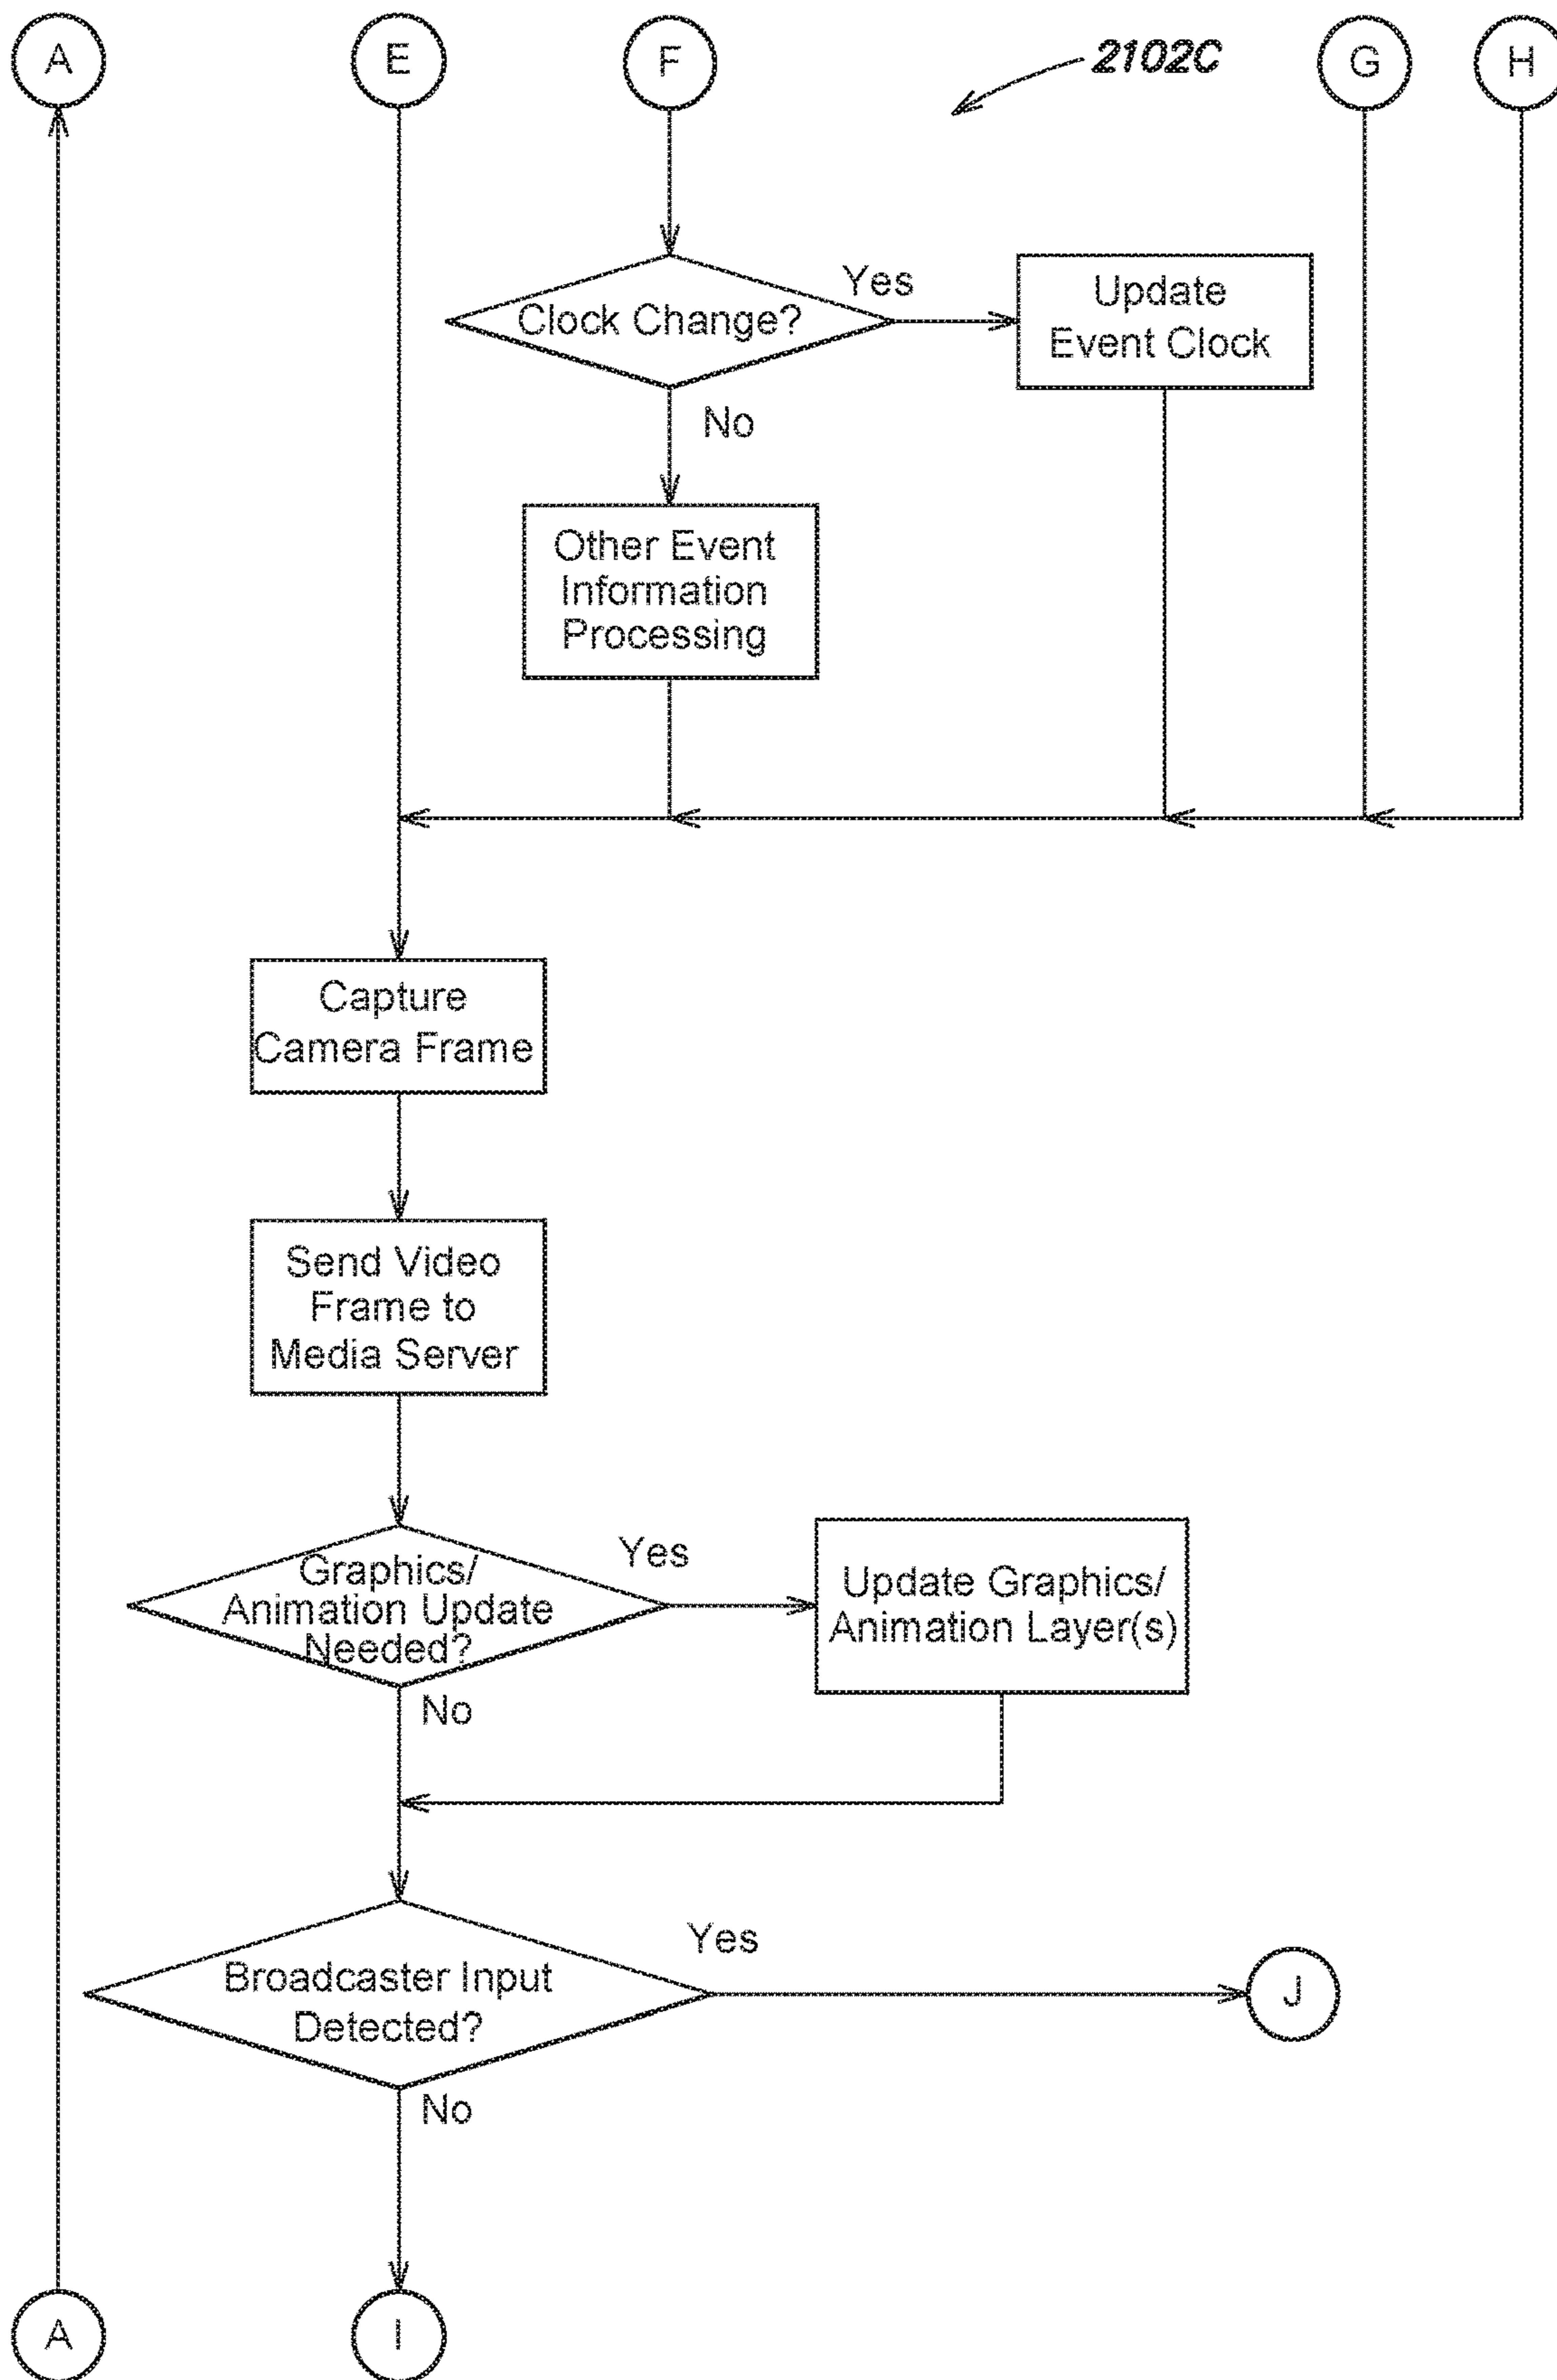 A
E
F
2102C
G
H
Clock Change?
Yes
Update
Event Clock
No
Other Event
Information
Processing
Capture
Camera Frame
Send Video
Frame to
Media Server
Graphics/
Animation Update
Needed?
Yes
Update Graphics/
Animation Layer(s)
No
Broadcaster Input
Detected?
Yes
J
No
A
I